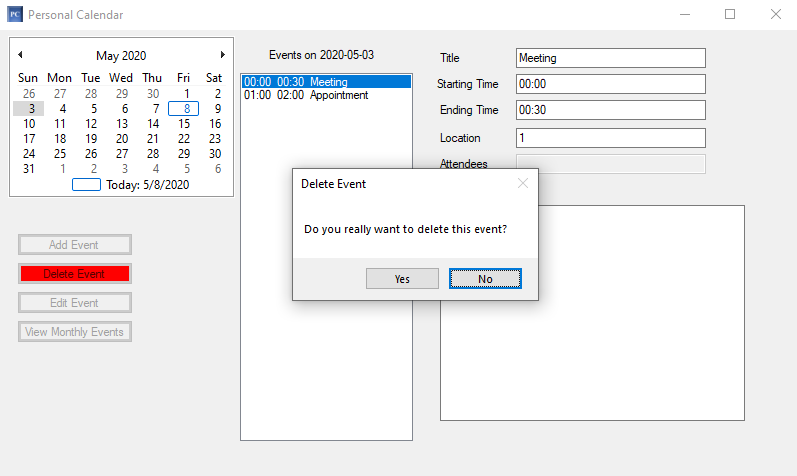 PC Personal Calendar
May 2020
Sun Mon Tue Wed Thu Fri Sat
26 27 28 29 30 1 2
3 4 5 6 7 8 9
10 11 12 13 14 15 16
17 18 19 20 21 22 23
24 25 26 27 28 29 30
31 1 2 3 4 5 6
Today: 5/8/2020
Add Event
Delete Event
Edit Event
View Monthly Events
Events on 2020-05-03
00:00 00:30 Meeting
01:00 02:00 Appointment
Title Meeting
Starting Time 00:00
Ending Time 00:30
Location 1
Attendees
Delete Event
Do you really want to delete this event?
Yes No